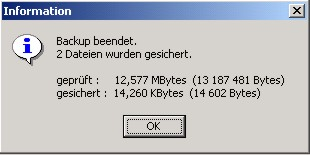 Information
Backup beendet.
2 Dateien wurden gesichert.
geprüft : 12,577 MBytes (13 187 481 Bytes)
gesichert : 14,260 KBytes (14 602 Bytes)
OK